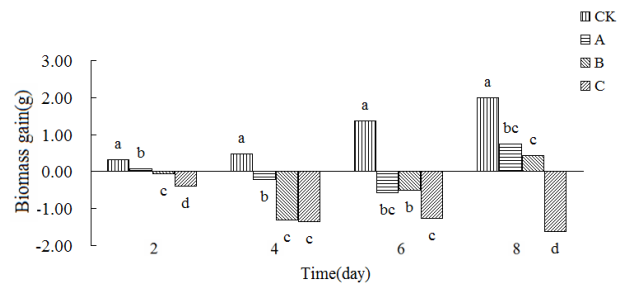 CK
A
B
C
Biomass gain(g)
3.00
2.00
1.00
0.00
-1.00
-2.00
a b c d
a b c c
a bc b c
a bc c d
2 4 6 8
Time(day)